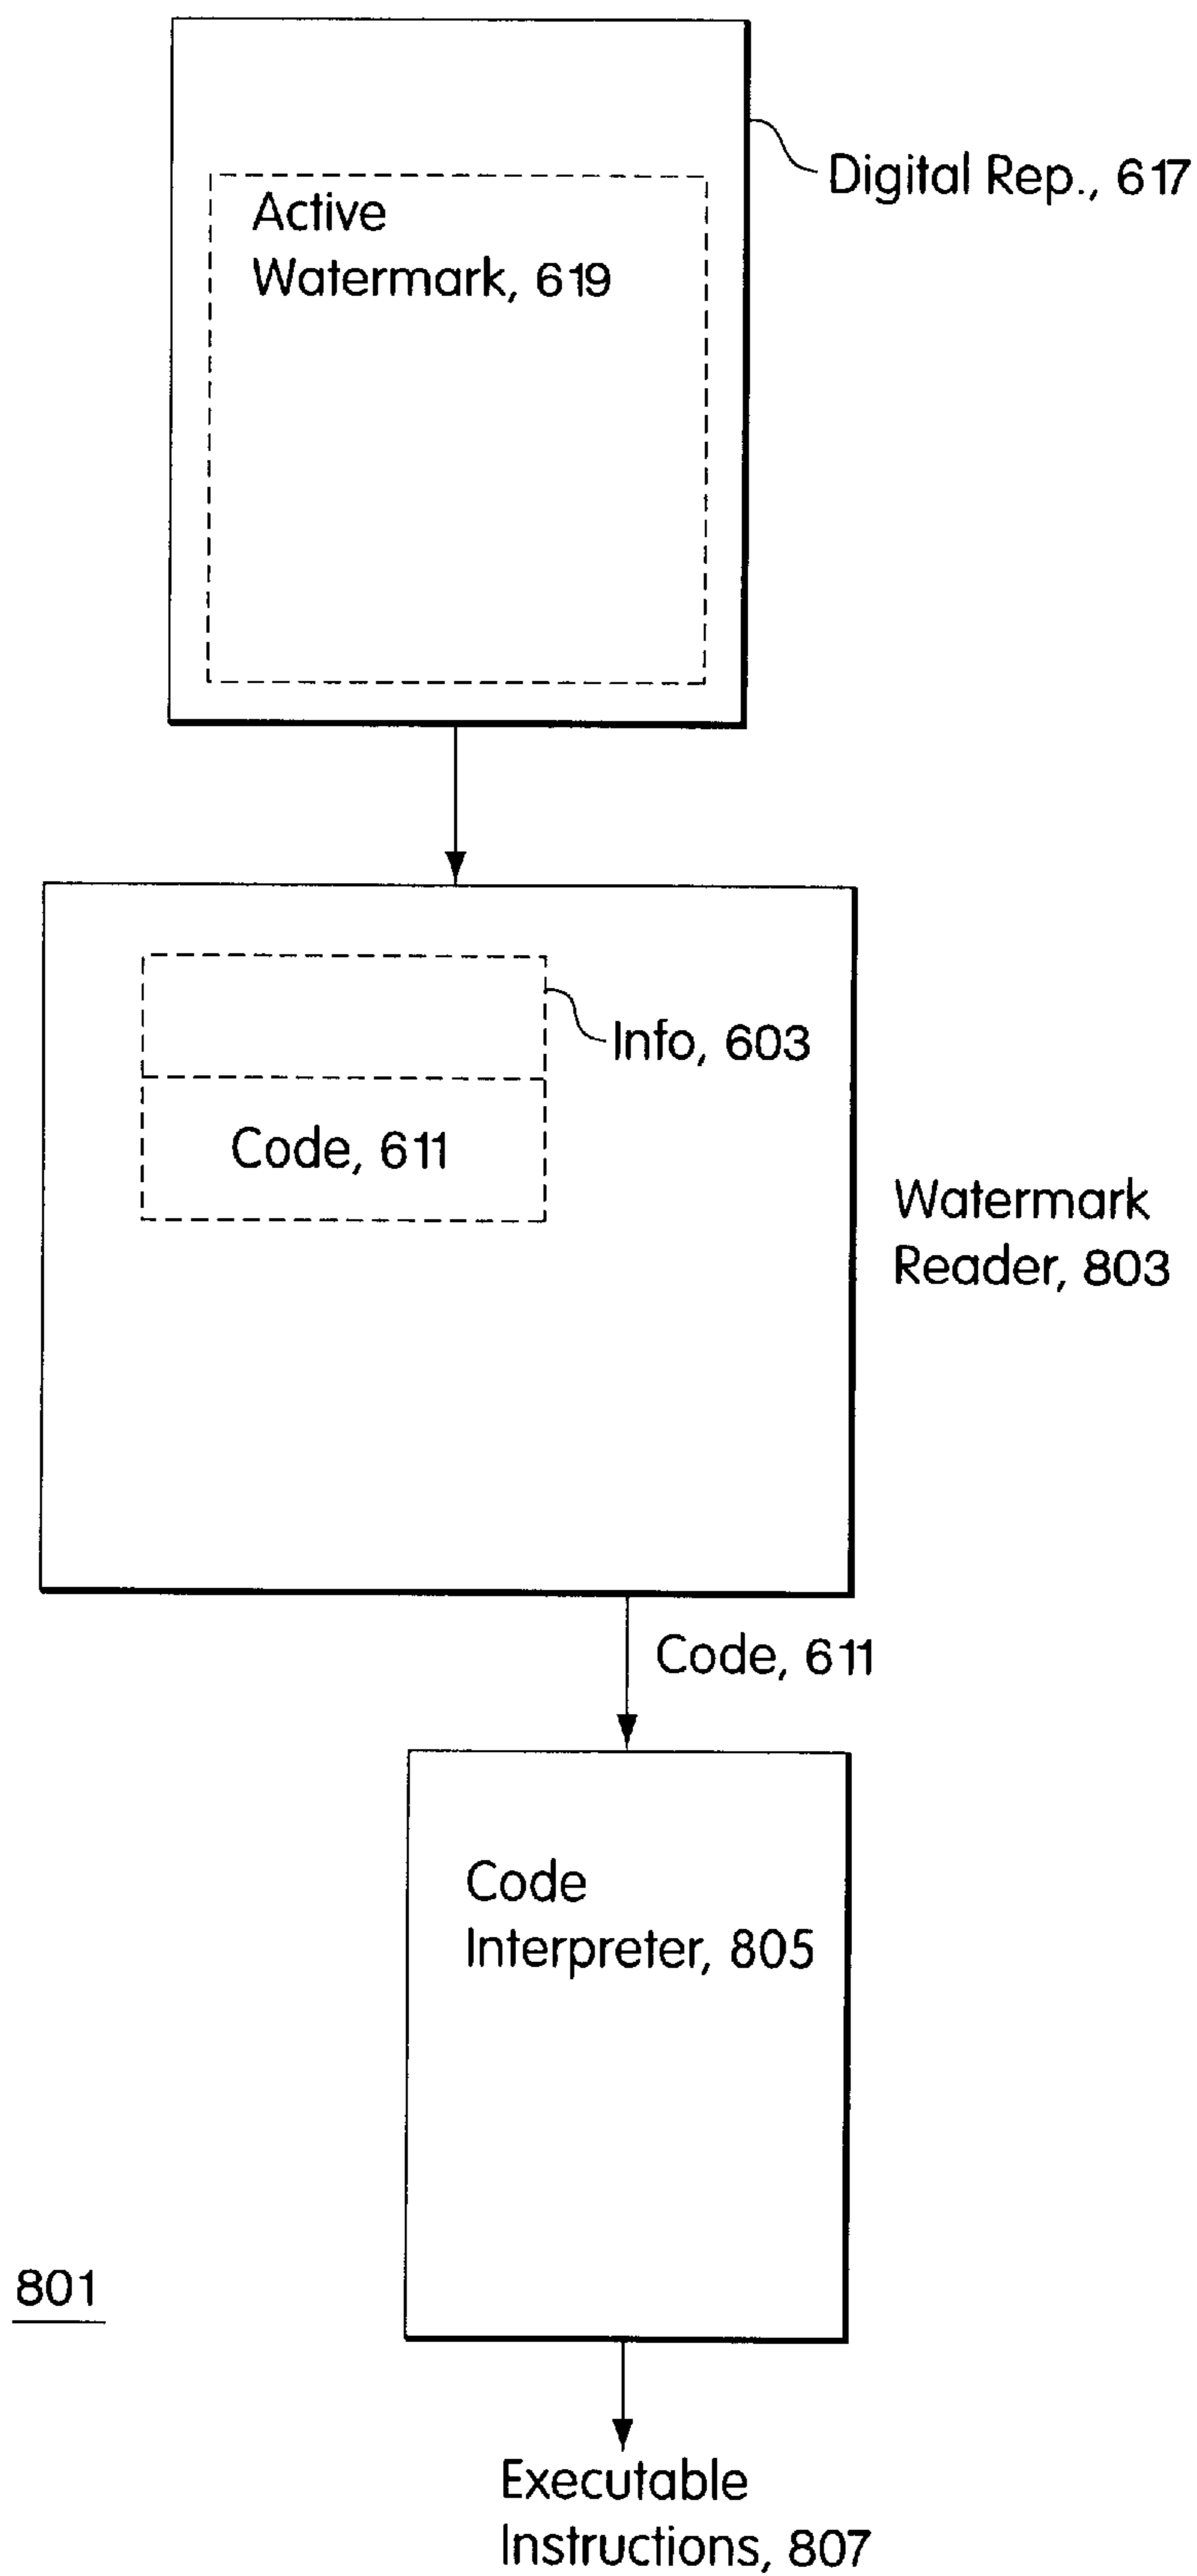 Digital Rep., 617
Active
Watermark, 619
Info, 603
Code, 611
Watermark
Reader, 803
Code, 611
Code
Interpreter, 805
801
Executable
Instructions, 807